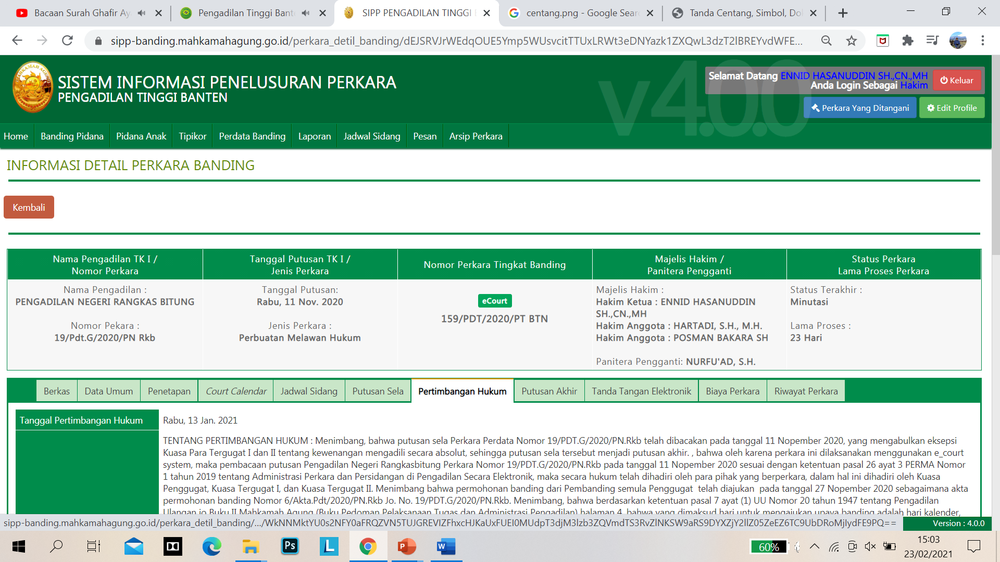 Bacaan Surah Ghafir Ay
Pengadilan Tinggi Bante
SIPP PENGADILAN TINGGI
centang.png - Google Sear
Tanda Centang, Simbol, Dol
sipp-banding.mahkamahagung.go.id/perkara_detil_banding/dEJSRVJrWEdqOUE5Ymp5WUsvcitTTUxLRWt3eDNYazk1ZXQwL3dzT2lBREYvdWFE...
v4.0.0
SISTEM INFORMASI PENELUSURAN PERKARA
PENGADILAN TINGGI BANTEN
Selamat Datang ENNID HASANUDDIN SH.,CN.,MH
Anda Login Sebagai Hakim
Keluar
Perkara Yang Ditangani
Edit Profile
Home
Banding Pidana
Pidana Anak
Tipikor
Perdata Banding
Laporan
Jadwal Sidang
Pesan
Arsip Perkara
INFORMASI DETAIL PERKARA BANDING
Kembali
Nama Pengadilan TK I /
Nomor Perkara
Tanggal Putusan TK I /
Jenis Perkara
Nomor Perkara Tingkat Banding
Majelis Hakim /
Panitera Pengganti
Status Perkara
Lama Proses Perkara
Nama Pengadilan :
PENGADILAN NEGERI RANGKAS BITUNG
Nomor Pekara :
19/Pdt.G/2020/PN Rkb
Tanggal Putusan:
Rabu, 11 Nov. 2020
Jenis Perkara :
Perbuatan Melawan Hukum
eCourt
159/PDT/2020/PT BTN
Majelis Hakim :
Hakim Ketua : ENNID HASANUDDIN
SH.,CN.,MH
Hakim Anggota : HARTADI, S.H., M.H.
Hakim Anggota : POSMAN BAKARA SH
Panitera Pengganti: NURFU'AD, S.H.
Status Terakhir :
Minutasi
Lama Proses :
23 Hari
Berkas
Data Umum
Penetapan
Court Calendar
Jadwal Sidang
Putusan Sela
Pertimbangan Hukum
Putusan Akhir
Tanda Tangan Elektronik
Biaya Perkara
Riwayat Perkara
Tanggal Pertimbangan Hukum
Rabu, 13 Jan. 2021
TENTANG PERTIMBANGAN HUKUM : Menimbang, bahwa putusan sela Perkara Perdata Nomor 19/PDT.G/2020/PN.Rkb telah dibacakan pada tanggal 11 Nopember 2020, yang mengabulkan eksepsi
Kuasa Para Tergugat I dan II tentang kewenangan mengadili secara absolut, sehingga putusan sela tersebut menjadi putusan akhir. , bahwa oleh karena perkara ini dilaksanakan menggunakan e_court
system, maka pembacaan putusan Pengadilan Negeri Rangkasbitung Perkara Nomor 19/PDT.G/2020/PN.Rkb pada tanggal 11 Nopember 2020 sesuai dengan ketentuan pasal 26 ayat 3 PERMA Nomor
1 tahun 2019 tentang Administrasi Perkara dan Persidangan di Pengadilan Secara Elektronik, maka secara hukum telah dihadiri oleh para pihak yang berperkara, dalam hal ini dihadiri oleh Kuasa
Penggugat, Kuasa Tergugat I, dan Kuasa Tergugat II. Menimbang bahwa permohonan banding dari Pembanding semula Penggugat telah diajukan pada tanggal 27 Nopember 2020 sebagaimana akta
permohonan banding Nomor 6/Akta.Pdt/2020/PN.Rkb Jo. No. 19/PDT.G/2020/PN.Rkb. Menimbang, bahwa berdasarkan ketentuan pasal 7 ayat (1) UU Nomor 20 tahun 1947 tentang Pengadilan
Ulangan jo Buku II Mahkamah Agung (Buku Pedoman Pelaksanaan Tugas dan Administrasi Pengadilan) halaman 4, bahwa yang dimaksud hari untuk mengajukan upaya banding adalah hari kalender,
sipp-banding.mahkamahagung.go.id/perkara_detil_banding/.../WkNNMktYU0s2NFY0aFRQZVN5TUJGREVIZFhxcHJKaUxFUEI0MUdpT3djM3lzb3ZQVmdTS3RvZlNKSW9aRS9DYXZjY2llZ05ZeEZ6TC9UbDRoMjlydFE9PQ==
Version : 4.0.0
Ps
L
P
W
60%
15:03
23/02/2021